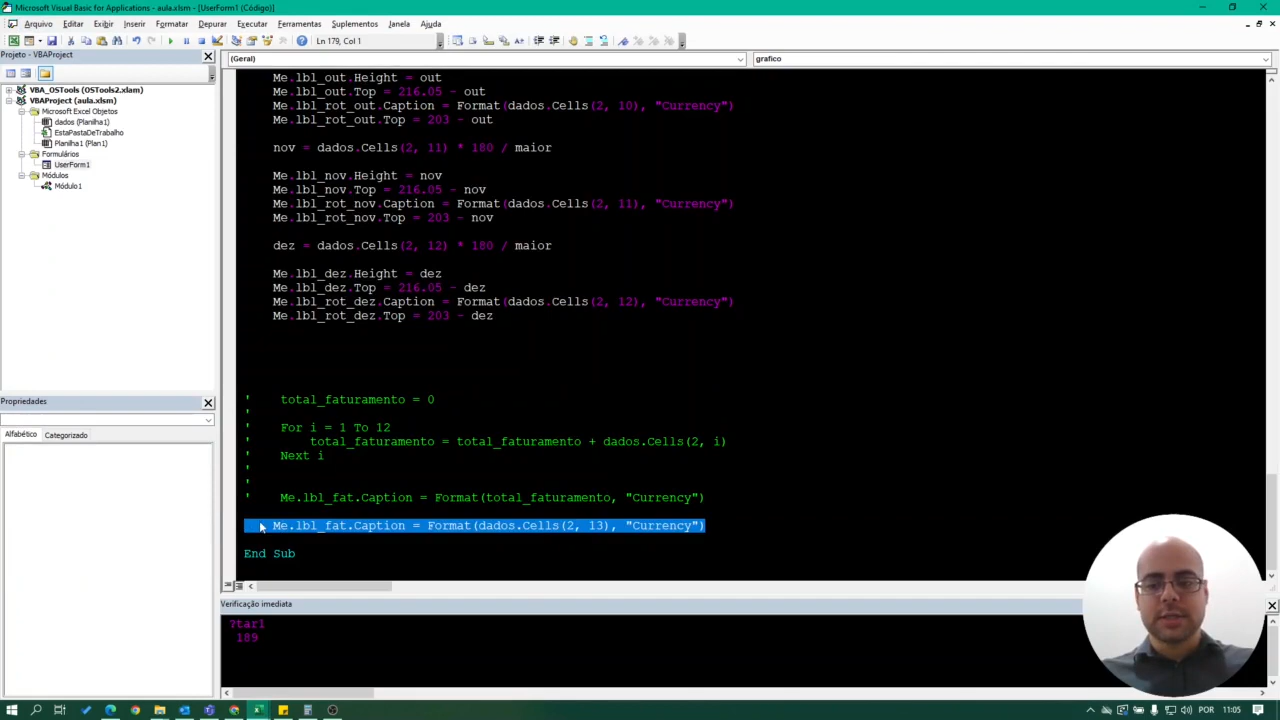 Microsoft Visual Basic for Applications - aula.xlsm - [UserForm1 (Código)]
Arquivo Editar Exibir Inserir Formatar Depurar Executar Ferramentas Suplementos Janela Ajuda
Ln 179, Col 1
Projeto - VBAProject
(Geral)
grafico
VBA_OSTools (OSTools2.xlam)
VBAProject (aula.xlsm)
Microsoft Excel Objetos
dados (Planilha1)
EstaPastaDeTrabalho
Planilha1 (Plan1)
Formulários
UserForm1
Módulos
Módulo1
Propriedades
Alfabético Categorizado
Me.lbl_out.Height = out
Me.lbl_out.Top = 216.05 - out
Me.lbl_rot_out.Caption = Format(dados.Cells(2, 10), "Currency")
Me.lbl_rot_out.Top = 203 - out
nov = dados.Cells(2, 11) * 180 / maior
Me.lbl_nov.Height = nov
Me.lbl_nov.Top = 216.05 - nov
Me.lbl_rot_nov.Caption = Format(dados.Cells(2, 11), "Currency")
Me.lbl_rot_nov.Top = 203 - nov
dez = dados.Cells(2, 12) * 180 / maior
Me.lbl_dez.Height = dez
Me.lbl_dez.Top = 216.05 - dez
Me.lbl_rot_dez.Caption = Format(dados.Cells(2, 12), "Currency")
Me.lbl_rot_dez.Top = 203 - dez
' total_faturamento = 0
'
' For i = 1 To 12
' total_faturamento = total_faturamento + dados.Cells(2, i)
' Next i
'
'
' Me.lbl_fat.Caption = Format(total_faturamento, "Currency")
Me.lbl_fat.Caption = Format(dados.Cells(2, 13), "Currency")
End Sub
Verificação imediata
?tar1
189
POR 11:05